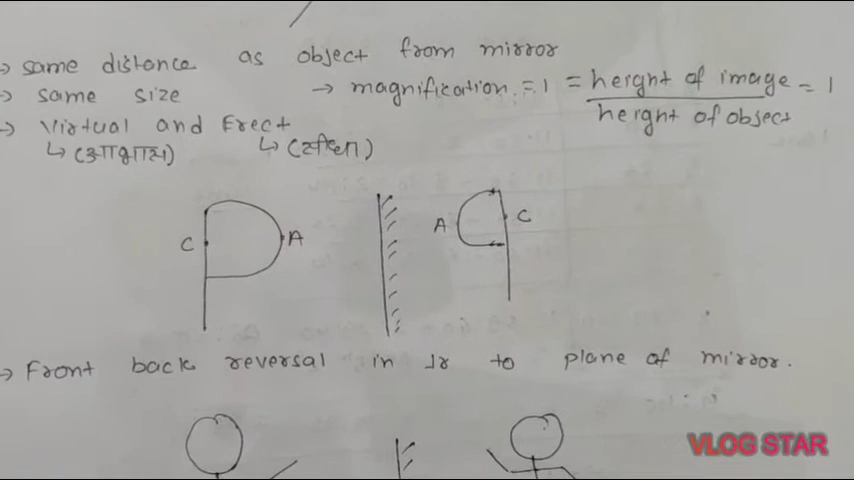 → same distance as object from mirror
→ same size → magnification = 1 = height of image / height of object = 1
→ Virtual and Erect
↳ (आभासी) ↳
C A A C
→ Front back reversal in ⊥r to plane of mirror.
VLOG STAR